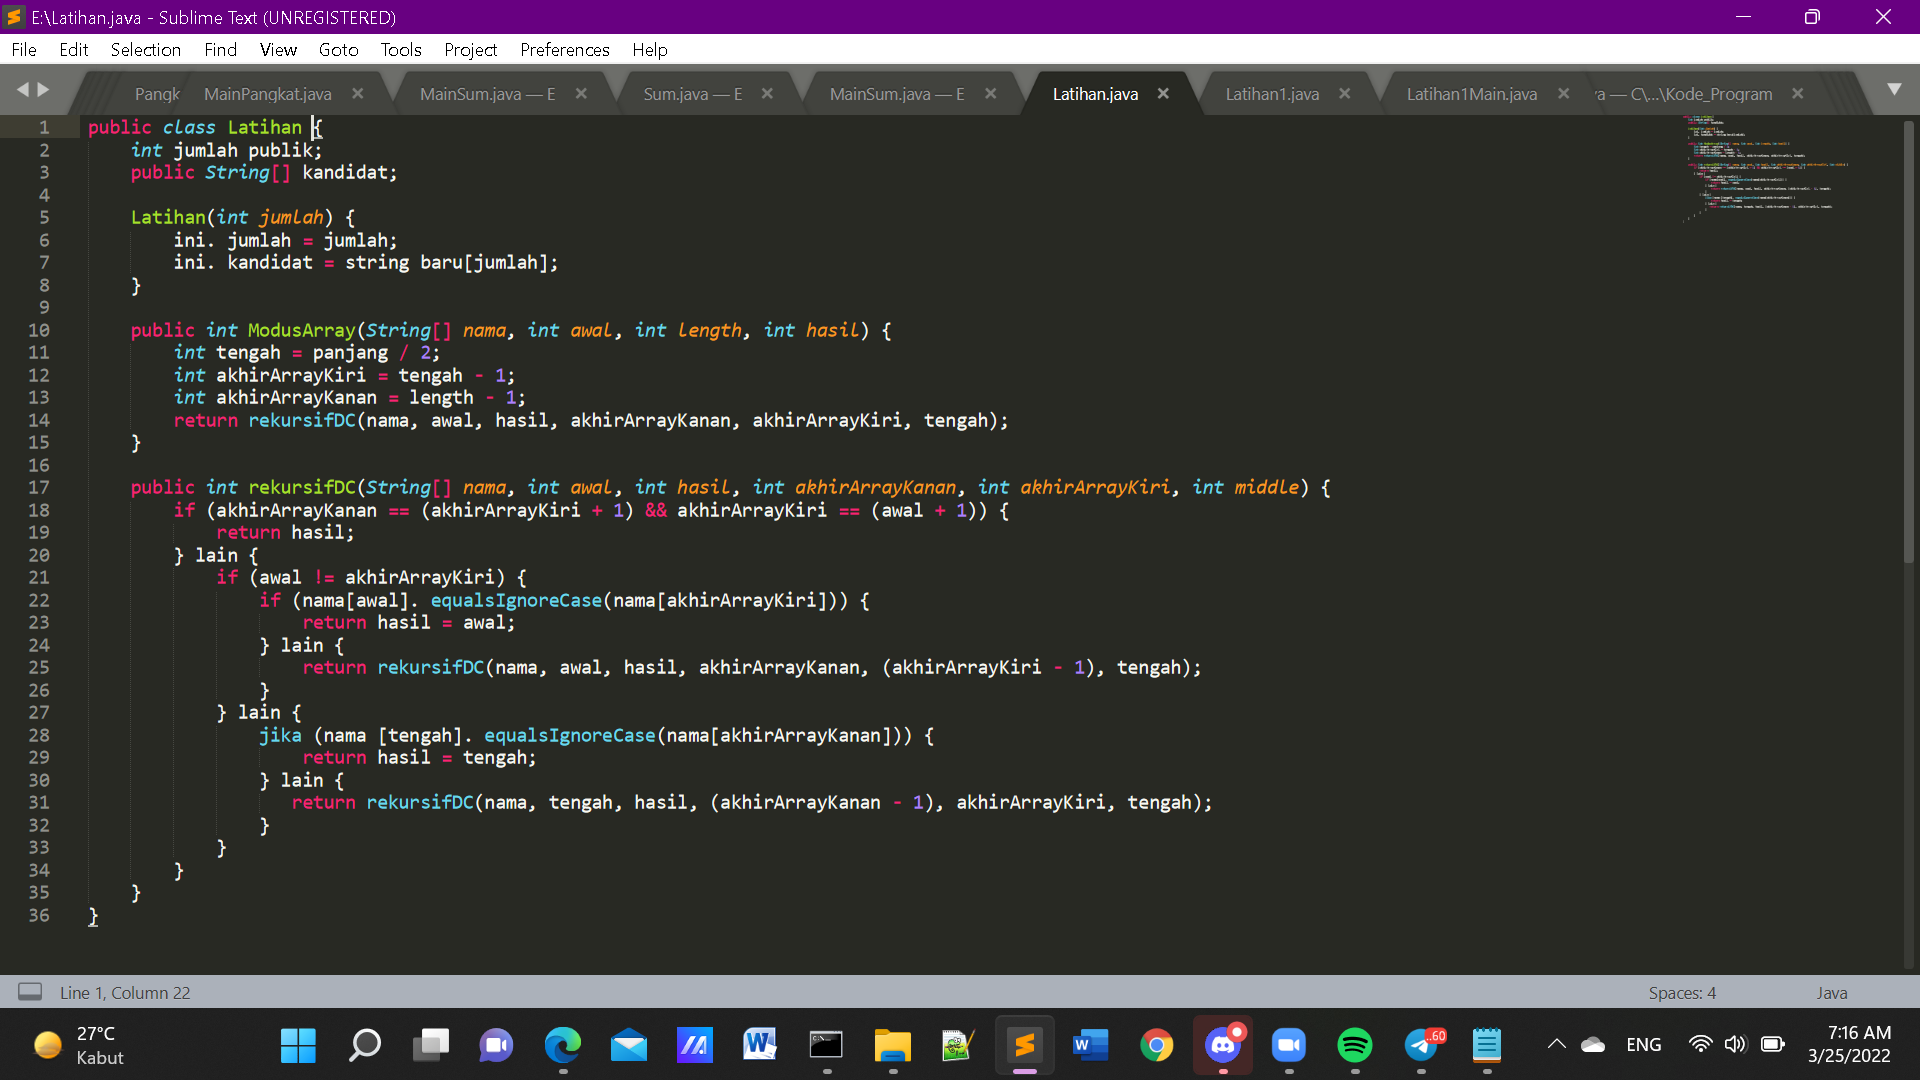 E:\Latihan.java - Sublime Text (UNREGISTERED)
File Edit Selection Find View Goto Tools Project Preferences Help
Pangk MainPangkat.java MainSum.java — E Sum.java — E MainSum.java — E Latihan.java Latihan1.java Latihan1Main.java a — C\...\Kode_Program
1 public class Latihan {
2 int jumlah publik;
3 public String[] kandidat;
4
5 Latihan(int jumlah) {
6 ini. jumlah = jumlah;
7 ini. kandidat = string baru[jumlah];
8 }
9
10 public int ModusArray(String[] nama, int awal, int length, int hasil) {
11 int tengah = panjang / 2;
12 int akhirArrayKiri = tengah - 1;
13 int akhirArrayKanan = length - 1;
14 return rekursifDC(nama, awal, hasil, akhirArrayKanan, akhirArrayKiri, tengah);
15 }
16
17 public int rekursifDC(String[] nama, int awal, int hasil, int akhirArrayKanan, int akhirArrayKiri, int middle) {
18 if (akhirArrayKanan == (akhirArrayKiri + 1) && akhirArrayKiri == (awal + 1)) {
19 return hasil;
20 } lain {
21 if (awal != akhirArrayKiri) {
22 if (nama[awal]. equalsIgnoreCase(nama[akhirArrayKiri])) {
23 return hasil = awal;
24 } lain {
25 return rekursifDC(nama, awal, hasil, akhirArrayKanan, (akhirArrayKiri - 1), tengah);
26 }
27 } lain {
28 jika (nama [tengah]. equalsIgnoreCase(nama[akhirArrayKanan])) {
29 return hasil = tengah;
30 } lain {
31 return rekursifDC(nama, tengah, hasil, (akhirArrayKanan - 1), akhirArrayKiri, tengah);
32 }
33 }
34 }
35 }
36 }
Line 1, Column 22 Spaces: 4 Java
27°C
Kabut
..60
ENG
7:16 AM
3/25/2022